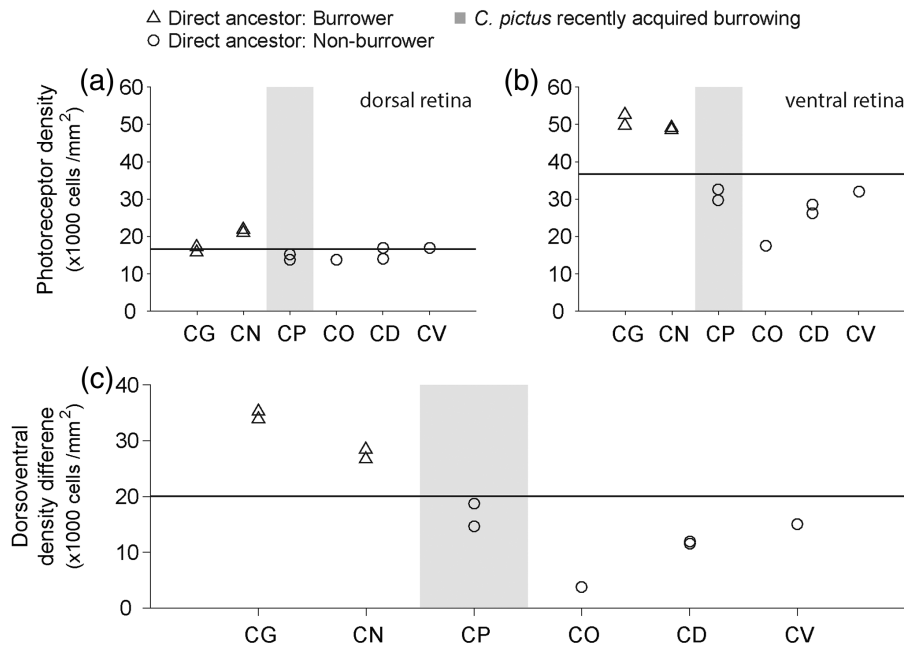 Direct ancestor: Burrower
C. pictus recently acquired burrowing
Direct ancestor: Non-burrower
(a)
dorsal retina
Photoreceptor density
(x1000 cells /mm²)
60
50
40
30
20
10
0
CG CN CP CO CD CV
(b)
ventral retina
60
50
40
30
20
10
0
CG CN CP CO CD CV
(c)
Dorsoventral
density differene
(x1000 cells /mm²)
40
30
20
10
0
CG CN CP CO CD CV